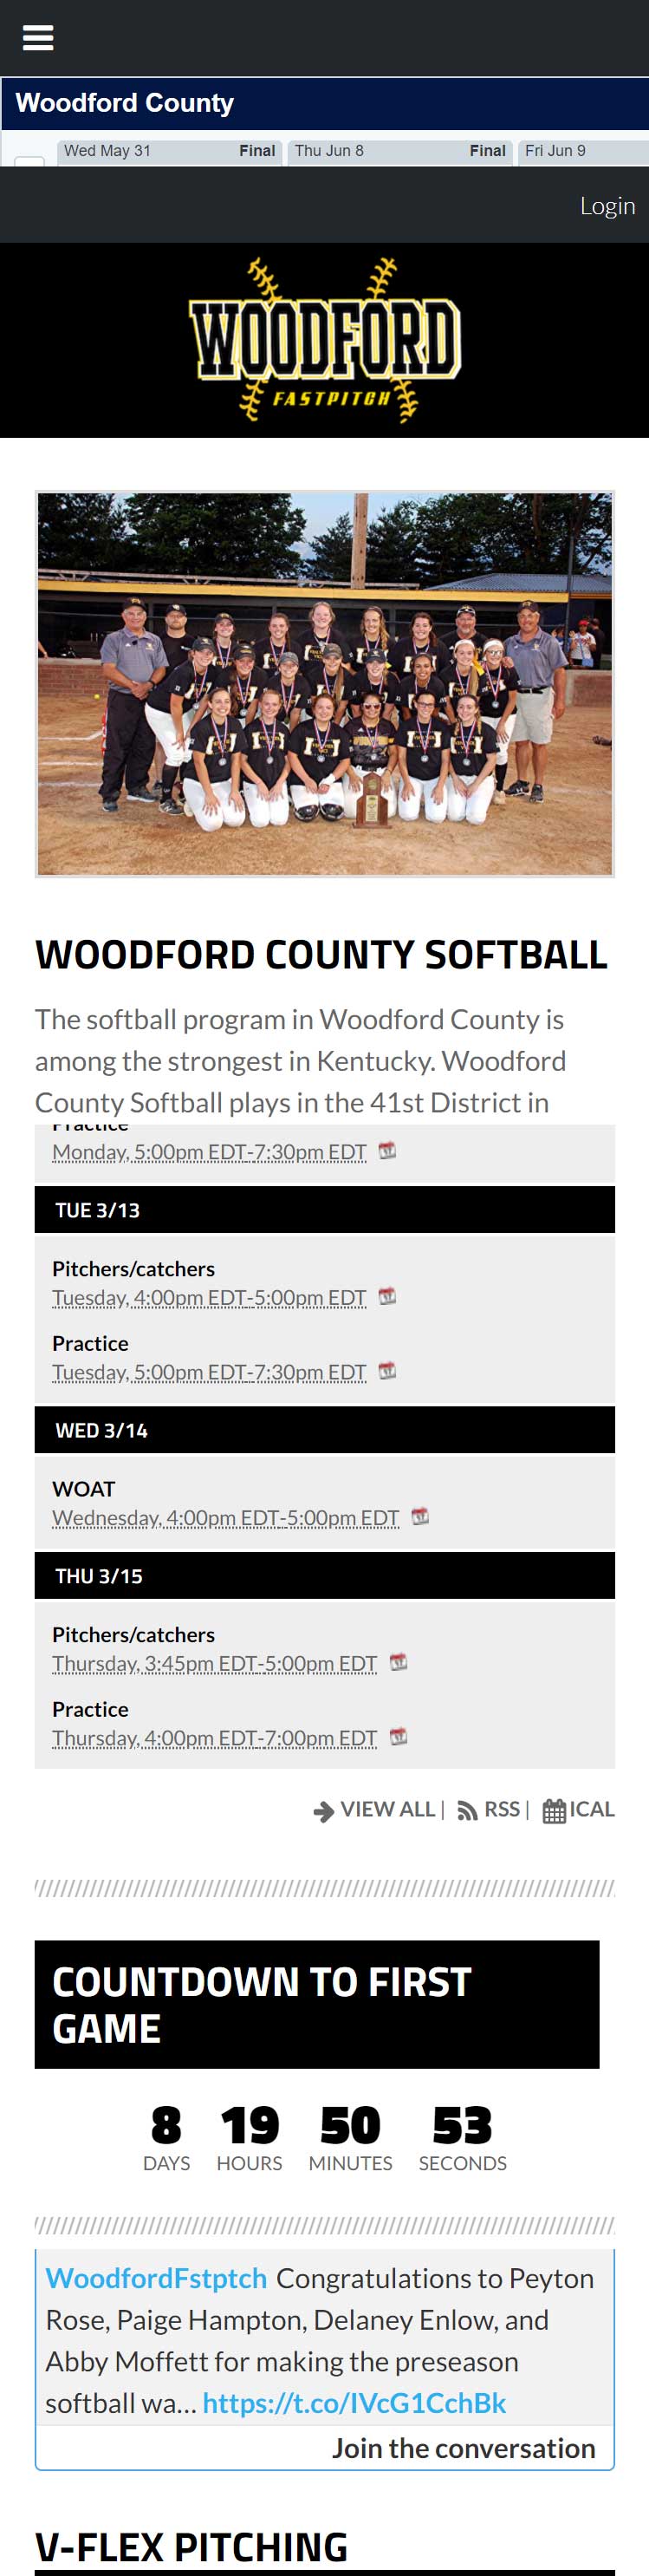 Woodford County
Wed May 31 Final Thu Jun 8 Final Fri Jun 9
Login
WOODFORD
FASTPITCH
WOODFORD COUNTY SOFTBALL
The softball program in Woodford County is
among the strongest in Kentucky. Woodford
County Softball plays in the 41st District in
Practice
Monday, 5:00pm EDT-7:30pm EDT
TUE 3/13
Pitchers/catchers
Tuesday, 4:00pm EDT-5:00pm EDT
Practice
Tuesday, 5:00pm EDT-7:30pm EDT
WED 3/14
WOAT
Wednesday, 4:00pm EDT-5:00pm EDT
THU 3/15
Pitchers/catchers
Thursday, 3:45pm EDT-5:00pm EDT
Practice
Thursday, 4:00pm EDT-7:00pm EDT
VIEW ALL | RSS | ICAL
COUNTDOWN TO FIRST
GAME
8 19 50 53
DAYS HOURS MINUTES SECONDS
WoodfordFstptch Congratulations to Peyton
Rose, Paige Hampton, Delaney Enlow, and
Abby Moffett for making the preseason
softball wa... https://t.co/IVcG1CchBk
Join the conversation
V-FLEX PITCHING